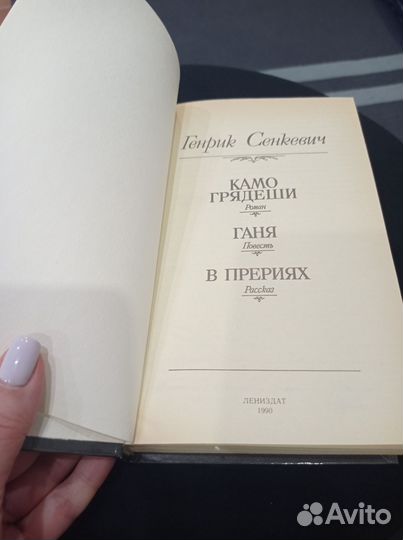 Генрик Сенкевич
КАМО
ГРЯДЕШИ
Роман
ГАНЯ
Повесть
В ПРЕРИЯХ
Рассказ
ЛЕНИЗДАТ
1990
Avito